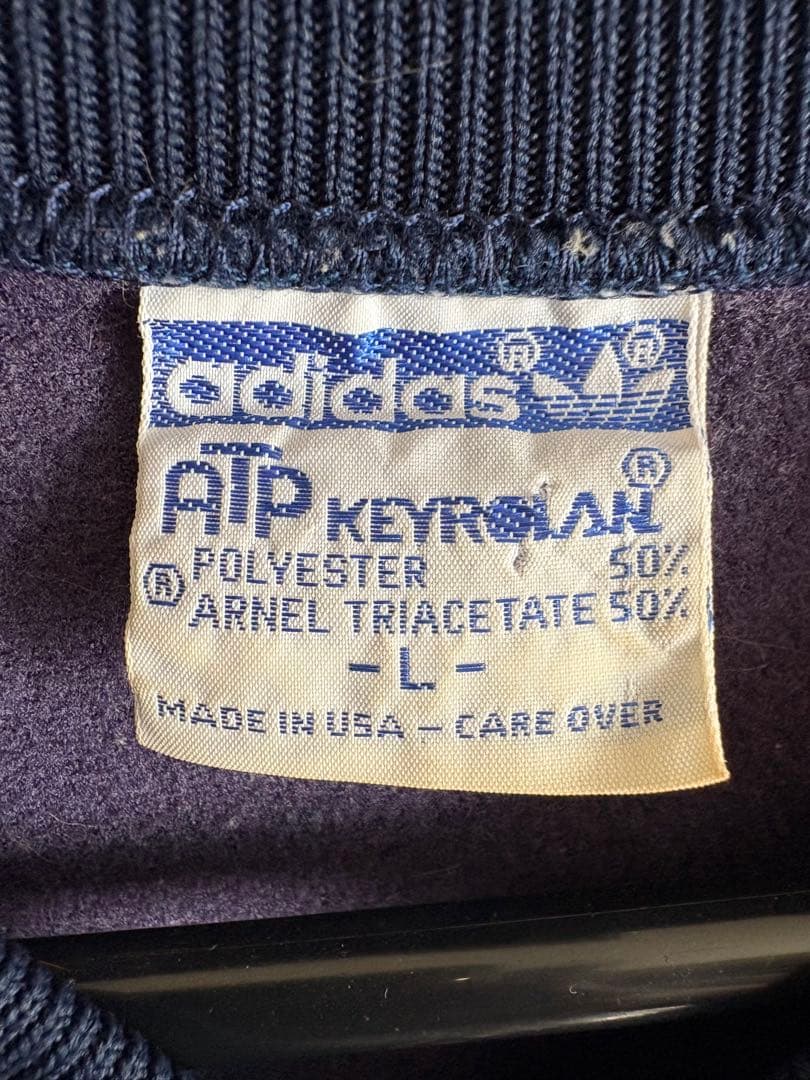 adidas® ®
ATP KEYROLAN®
POLYESTER 50%
® ARNEL TRIACETATE 50%
- L -
MADE IN USA - CARE OVER